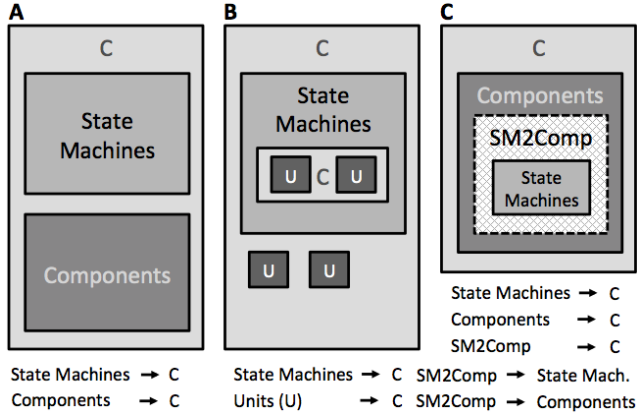 A
C
State
Machines
Components
State Machines → C
Components → C
B
C
State
Machines
U C U
U U
State Machines → C
Units (U) → C
C
C
Components
SM2Comp
State
Machines
State Machines → C
Components → C
SM2Comp → C
SM2Comp → State Mach.
SM2Comp → Components